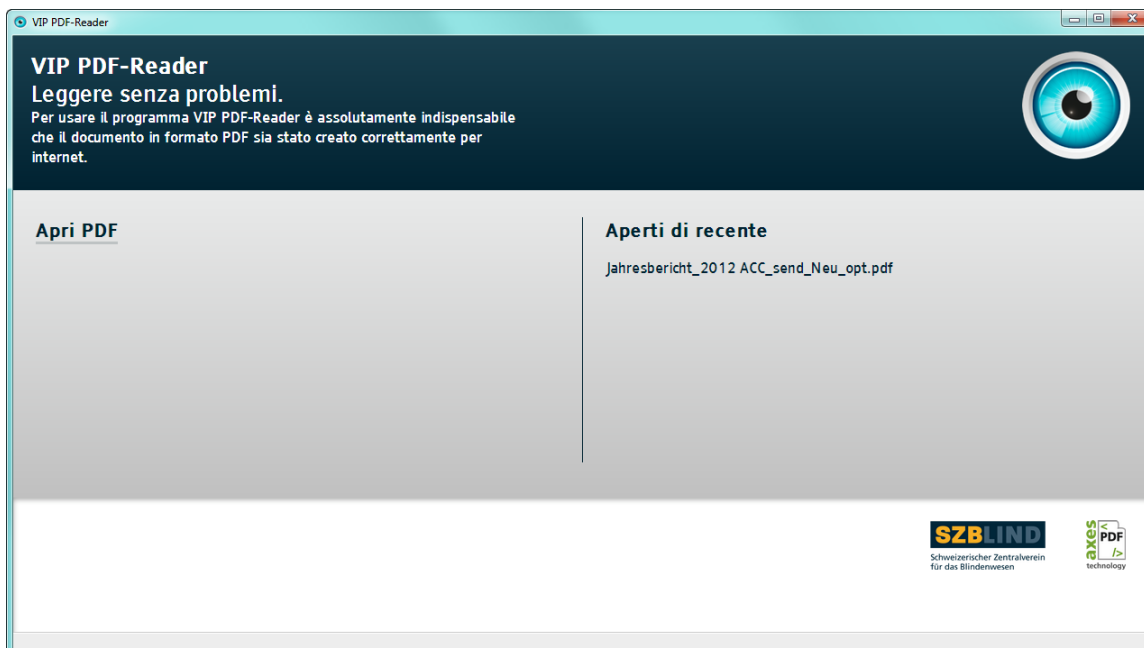 VIP PDF-Reader
VIP PDF-Reader
Leggere senza problemi.
Per usare il programma VIP PDF-Reader è assolutamente indispensabile
che il documento in formato PDF sia stato creato correttamente per
internet.
Apri PDF
Aperti di recente
Jahresbericht_2012 ACC_send_Neu_opt.pdf
SZBLIND
Schweizerischer Zentralverein
für das Blindenwesen
axes
<
PDF
/>
technology